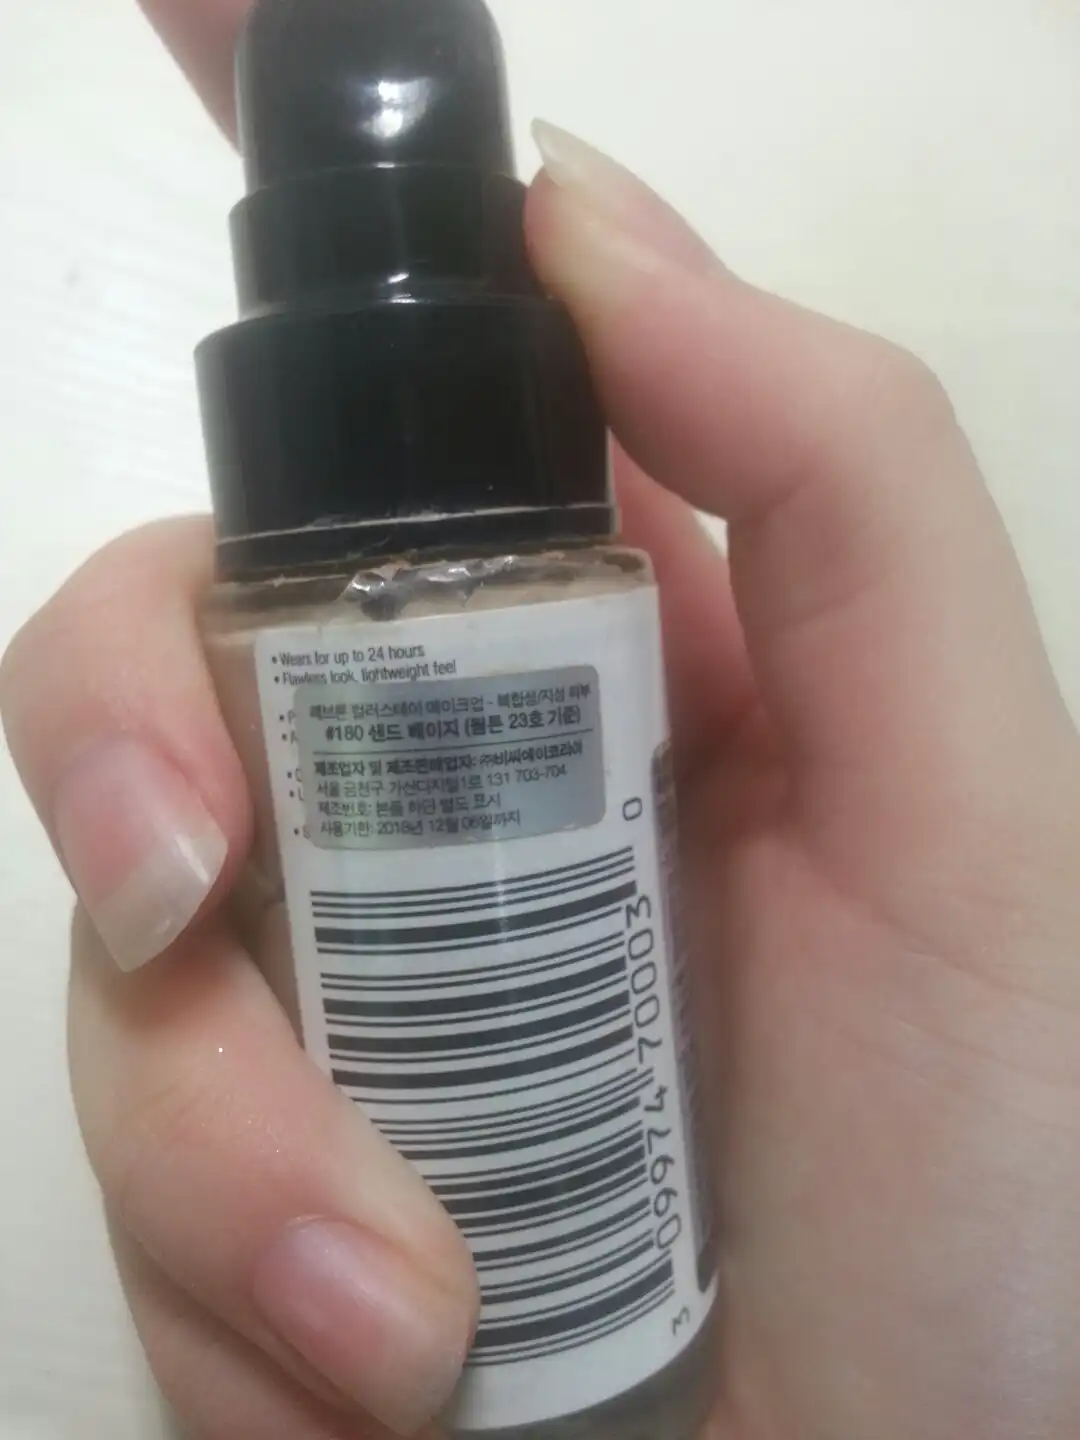 •Wears for up to 24 hours
•Flawless look, lightweight feel
레브론 컬러스테이 메이크업 - 복합성/지성 피부
#180 샌드 베이지 (웜톤 23호 기준)
제조업자 및 제조판매업자: ㈜비씨에이코리아
서울 금천구 가산디지털1로 131 703-704
제조번호: 본품 하단 별도 표시
사용기한: 2018년 12월 06일까지
3 09974 70003 0